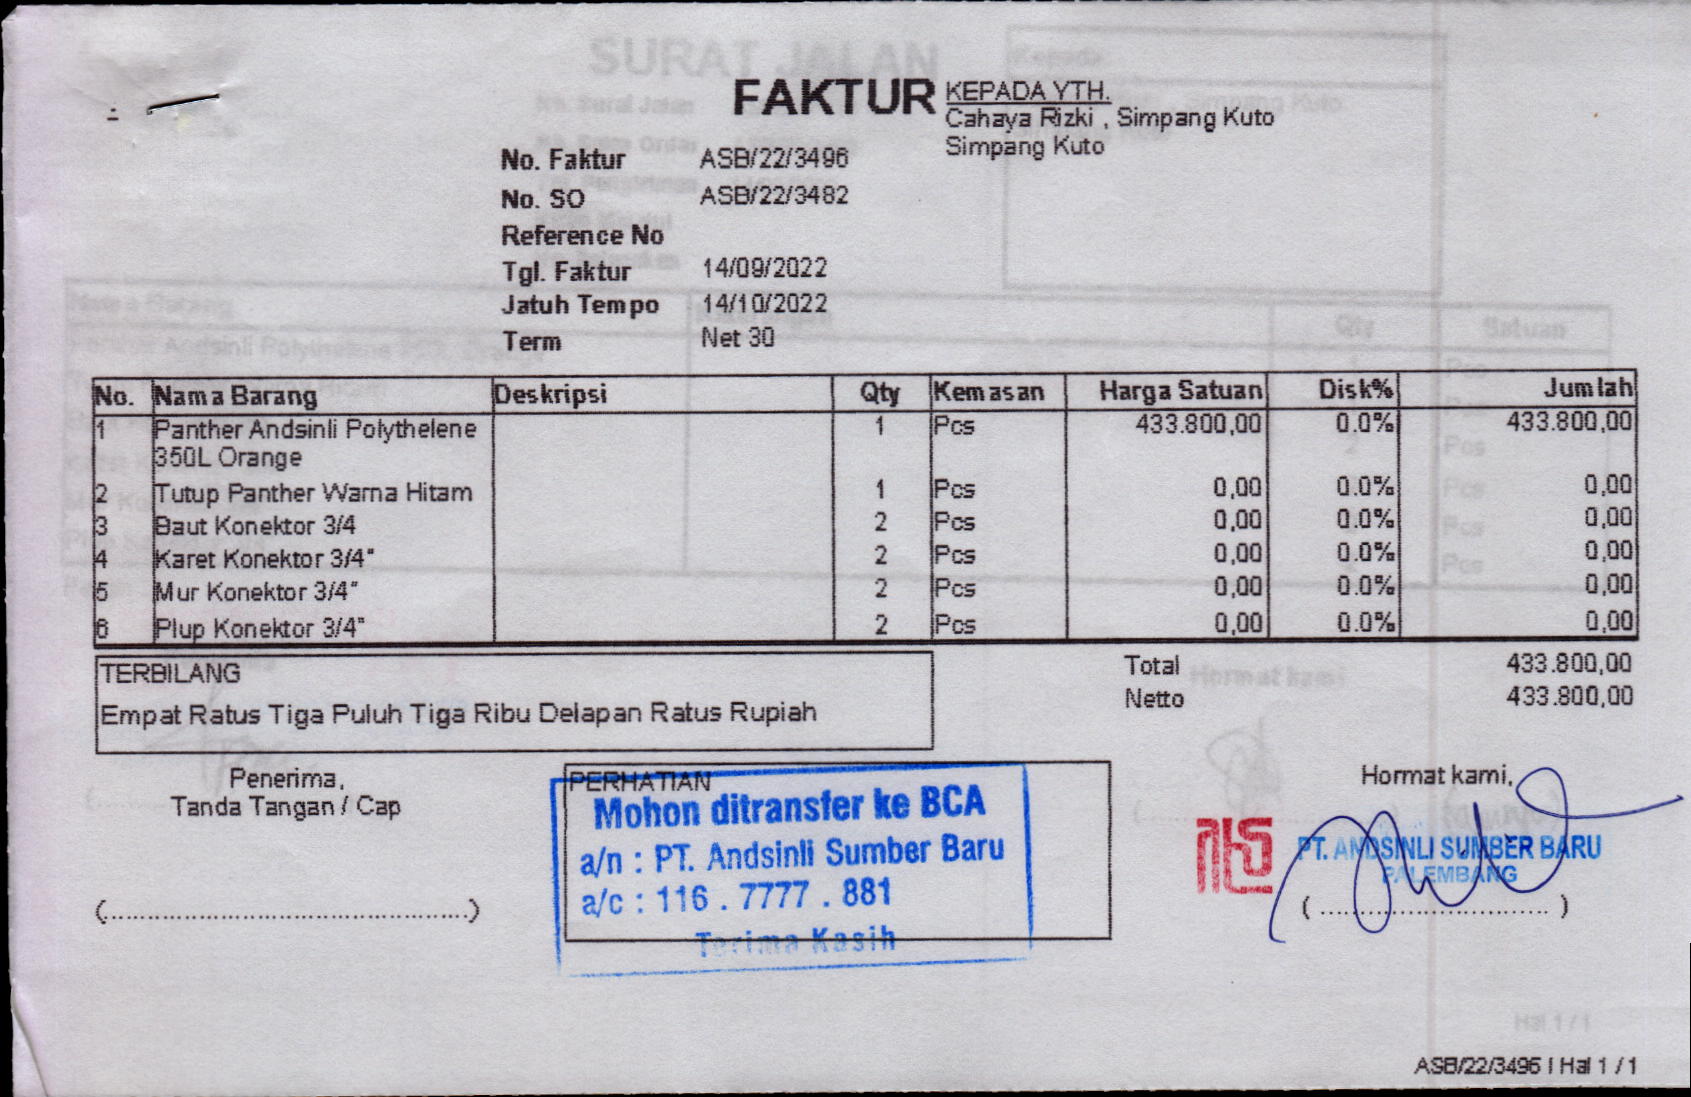 FAKTUR
KEPADA YTH.
Cahaya Rizki , Simpang Kuto
Simpang Kuto
No. Faktur ASB/22/3496
No. SO ASB/22/3482
Reference No
Tgl. Faktur 14/09/2022
Jatuh Tempo 14/10/2022
Term Net 30
No. Nama Barang Deskripsi Qty Kemasan Harga Satuan Disk% Jumlah
1 Panther Andsinli Polythelene 1 Pcs 433.800,00 0.0% 433.800,00
350L Orange
2 Tutup Panther Warna Hitam 1 Pcs 0,00 0.0% 0,00
3 Baut Konektor 3/4 2 Pcs 0,00 0.0% 0,00
4 Karet Konektor 3/4" 2 Pcs 0,00 0.0% 0,00
5 Mur Konektor 3/4" 2 Pcs 0,00 0.0% 0,00
6 Plup Konektor 3/4" 2 Pcs 0,00 0.0% 0,00
TERBILANG
Empat Ratus Tiga Puluh Tiga Ribu Delapan Ratus Rupiah
Total 433.800,00
Netto 433.800,00
Penerima,
Tanda Tangan / Cap
(................................................)
PERHATIAN
Mohon ditransfer ke BCA
a/n : PT. Andsinli Sumber Baru
a/c : 116 . 7777 . 881
Terima Kasih
Hormat kami,
PT. ANDSINLI SUMBER BARU
PALEMBANG
( .............................. )
ASB/22/3496 | Hal 1 / 1